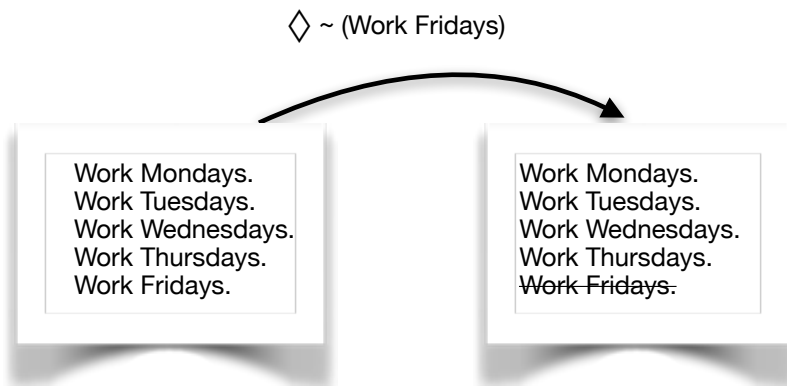 ◊ ~ (Work Fridays)
Work Mondays.
Work Tuesdays.
Work Wednesdays.
Work Thursdays.
Work Fridays.
Work Mondays.
Work Tuesdays.
Work Wednesdays.
Work Thursdays.
Work Fridays.